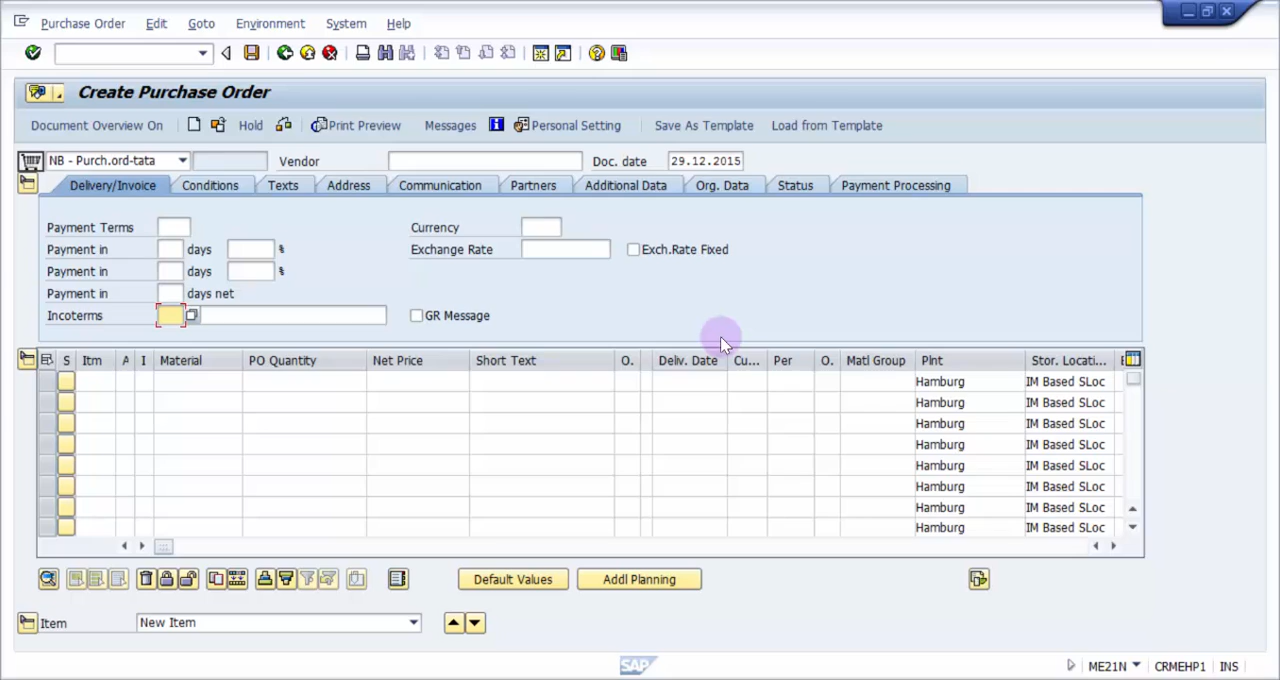 Purchase Order Edit Goto Environment System Help
Create Purchase Order
Document Overview On Hold Print Preview Messages Personal Setting Save As Template Load from Template
NB - Purch.ord-tata Vendor Doc. date 29.12.2015
Delivery/Invoice Conditions Texts Address Communication Partners Additional Data Org. Data Status Payment Processing
Payment Terms Currency
Payment in days % Exchange Rate Exch.Rate Fixed
Payment in days %
Payment in days net
Incoterms GR Message
S Itm A I Material PO Quantity Net Price Short Text O. Deliv. Date Cu... Per O. Matl Group Plnt Stor. Locati...
Hamburg IM Based SLoc
Hamburg IM Based SLoc
Hamburg IM Based SLoc
Hamburg IM Based SLoc
Hamburg IM Based SLoc
Hamburg IM Based SLoc
Hamburg IM Based SLoc
Hamburg IM Based SLoc
Default Values Addl Planning
Item New Item
SAP ME21N CRMEHP1 INS